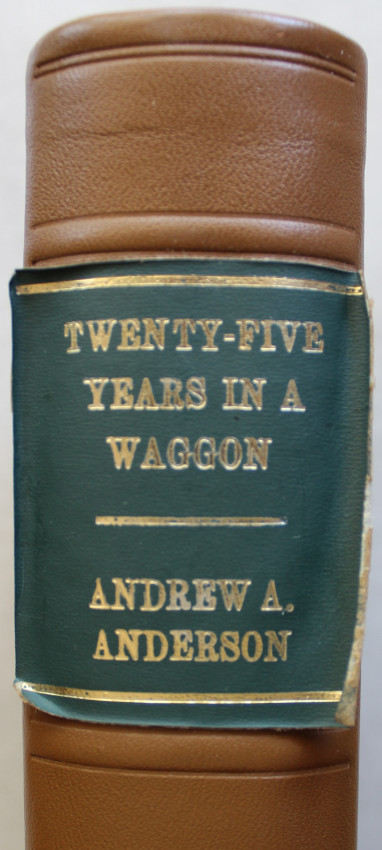 TWENTY-FIVE
YEARS IN A
WAGGON
ANDREW A.
ANDERSON